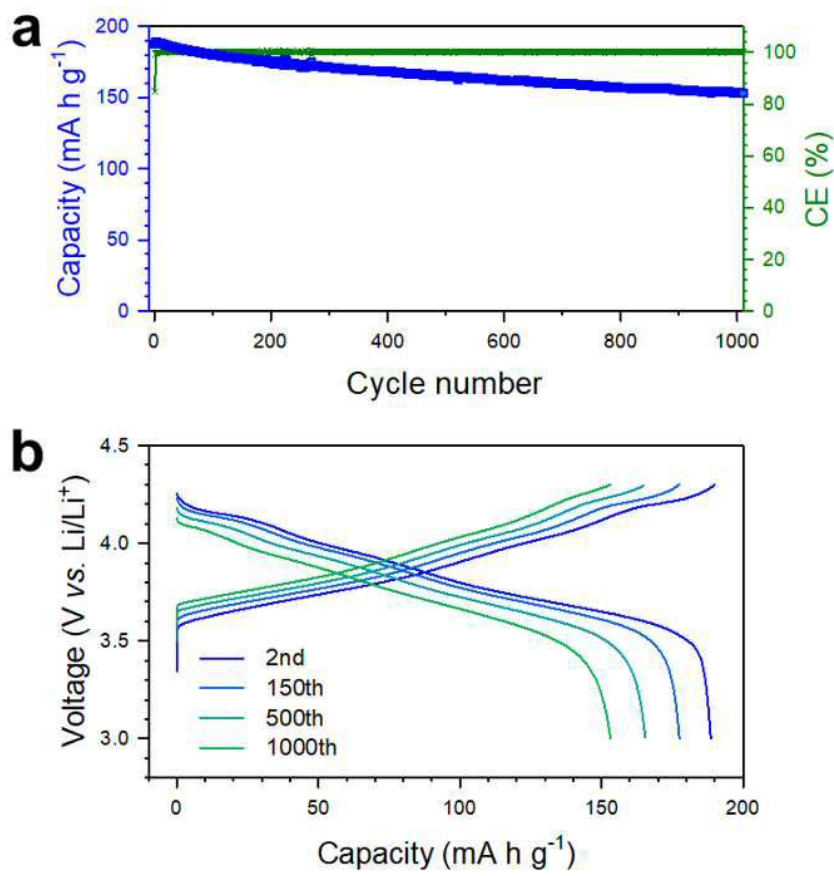 a
200
150
100
50
0
Capacity (mA h g⁻¹)
100
80
60
40
20
0
CE (%)
0 200 400 600 800 1000
Cycle number
b
4.5
4.0
3.5
3.0
Voltage (V vs. Li/Li⁺)
2nd
150th
500th
1000th
0 50 100 150 200
Capacity (mA h g⁻¹)